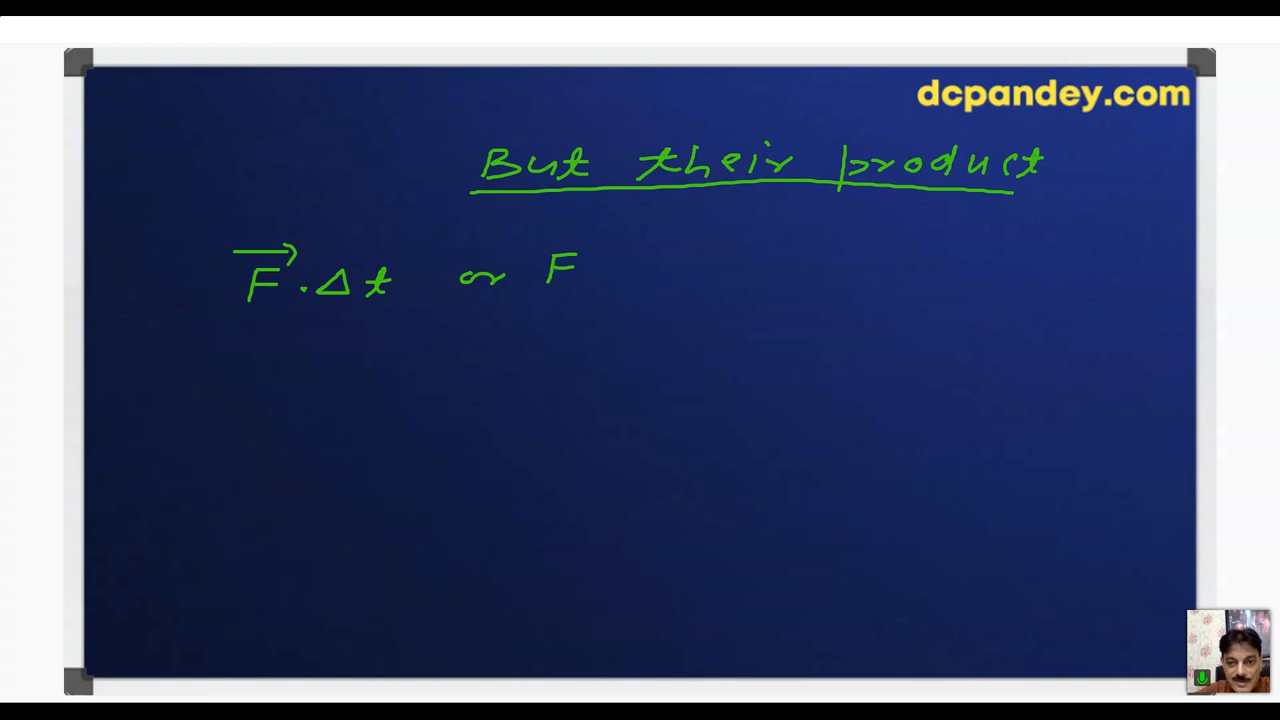 dcpandey.com
But their product
F⃗ . Δt or F